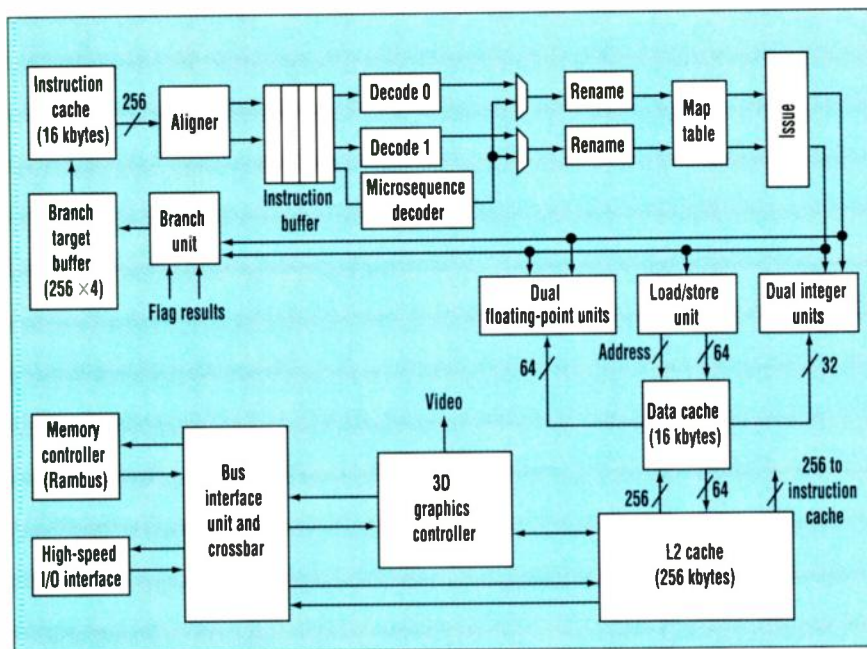 Instruction
cache
(16 kbytes)
256
Aligner
Instruction
buffer
Decode 0
Decode 1
Microsequence
decoder
Rename
Rename
Map
table
Issue
Branch
target
buffer
(256 ×4)
Branch
unit
Flag results
Dual
floating-point units
Load/store
unit
Dual integer
units
64
Address
64
32
Data cache
(16 kbytes)
Video
Memory
controller
(Rambus)
Bus
interface
unit and
crossbar
3D
graphics
controller
256
64
256 to
instruction
cache
High-speed
I/O interface
L2 cache
(256 kbytes)